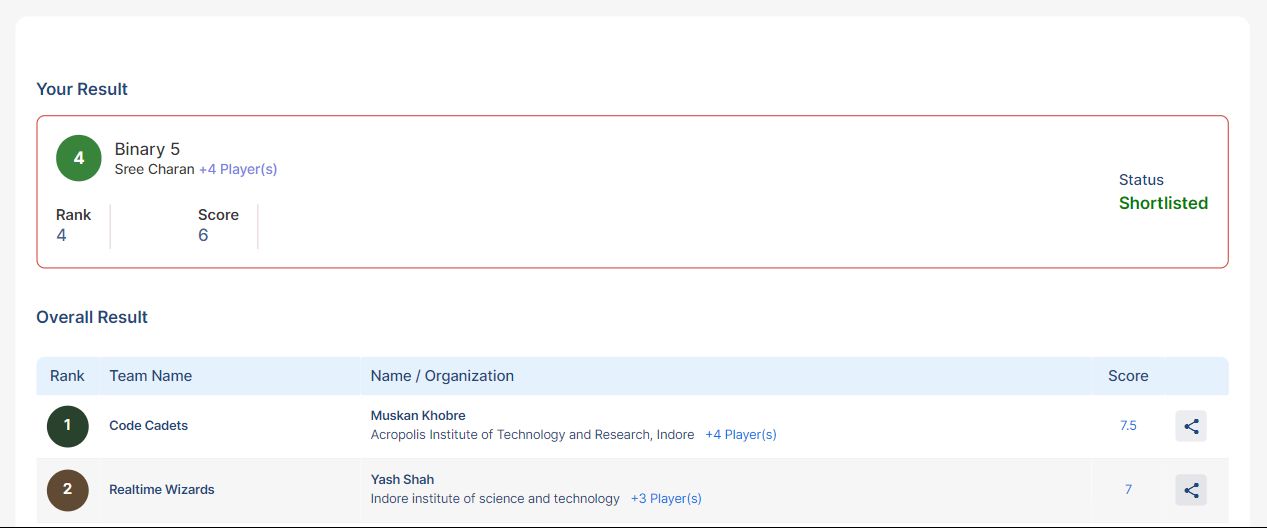 Your Result
4
Binary 5
Sree Charan +4 Player(s)
Status
Shortlisted
Rank
4
Score
6
Overall Result
Rank Team Name Name / Organization Score
1 Code Cadets
Muskan Khobre
Acropolis Institute of Technology and Research, Indore +4 Player(s)
7.5
2 Realtime Wizards
Yash Shah
Indore institute of science and technology +3 Player(s)
7